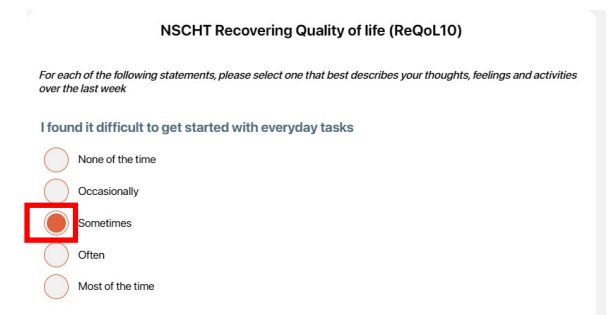 NSCHT Recovering Quality of life (ReQoL10)
For each of the following statements, please select one that best describes your thoughts, feelings and activities
over the last week
I found it difficult to get started with everyday tasks
None of the time
Occasionally
Sometimes
Often
Most of the time